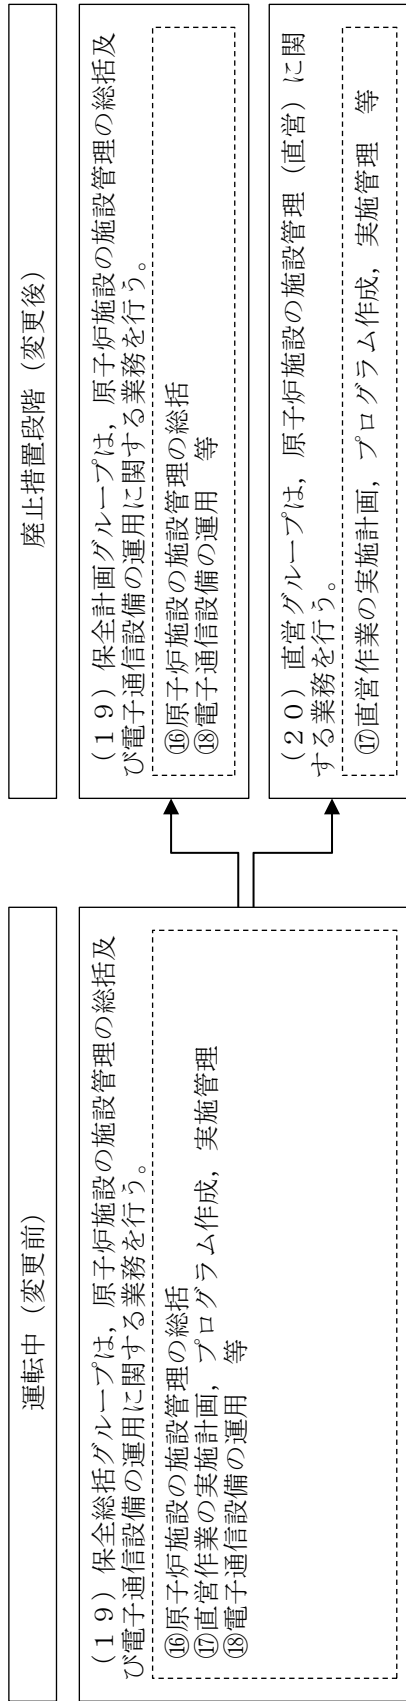 運転中（変更前）
（１９）保全総括グループは，原子炉施設の施設管理の総括及
び電子通信設備の運用に関する業務を行う。
⑯原子炉施設の施設管理の総括
⑰直営作業の実施計画，プログラム作成，実施管理
⑱電子通信設備の運用　等
廃止措置段階（変更後）
（１９）保全計画グループは，原子炉施設の施設管理の総括及
び電子通信設備の運用に関する業務を行う。
⑯原子炉施設の施設管理の総括
⑱電子通信設備の運用　等
（２０）直営グループは，原子炉施設の施設管理（直営）に関
する業務を行う。
⑰直営作業の実施計画，プログラム作成，実施管理　等